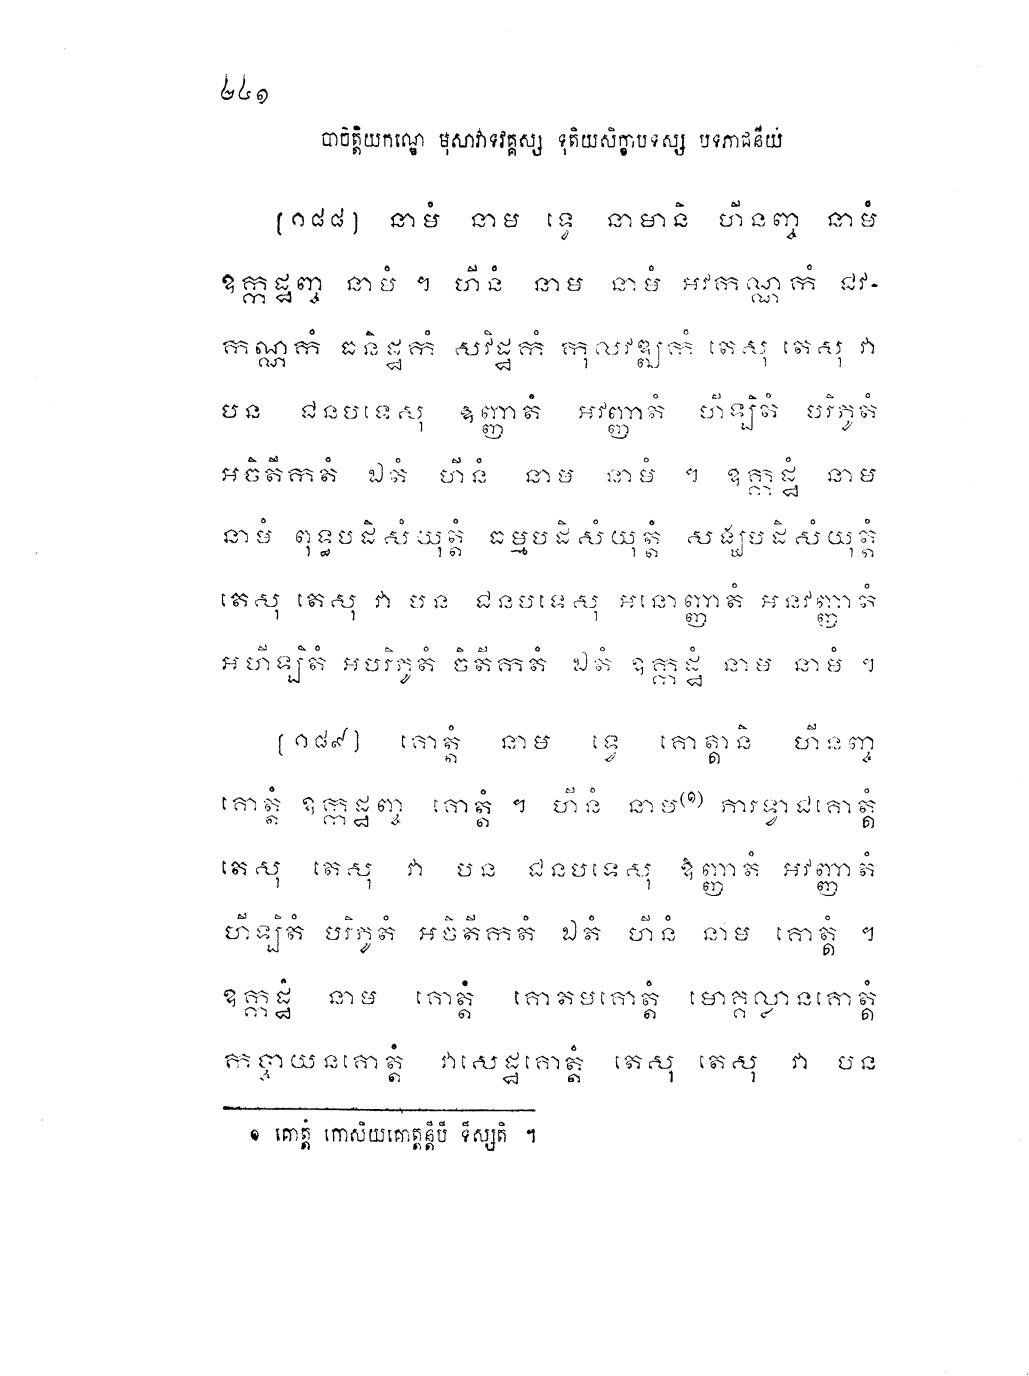 ៤៤១
បាចិត្តិយកណ្ឌេ មុសាវាទវគ្គស្ស ទុតិយសិក្ខាបទស្ស បទភាជនីយំ
(១៨៨) នាមំ នាម ទ្វេ នាមានិ ហីនញ្ច នាមំ
ឧក្កដ្ឋញ្ច នាមំ ។ ហីនំ នាម នាមំ អវកណ្ណកំ ជវ-
កណ្ណកំ ធនិដ្ឋកំ សវិដ្ឋកំ កុលវឌ្ឍកំ តេសុ តេសុ វា
បន ជនបទេសុ ឧញ្ញាតំ អវញ្ញាតំ ហីឡិតំ បរិភូតំ
អចិតីកតំ ឯតំ ហីនំ នាម នាមំ ។ ឧក្កដ្ឋំ នាម
នាមំ ពុទ្ធបដិសំយុត្តំ ធម្មបដិសំយុត្តំ សង្ឃបដិសំយុត្តំ
តេសុ តេសុ វា បន ជនបទេសុ អនោញ្ញាតំ អនវញ្ញាតំ
អហីឡិតំ អបរិភូតំ ចិតីកតំ ឯតំ ឧក្កដ្ឋំ នាម នាមំ ។
(១៨៩) គោត្តំ នាម ទ្វេ គោត្តានិ ហីនញ្ច
គោត្តំ ឧក្កដ្ឋញ្ច គោត្តំ ។ ហីនំ នាម(១) ភារទ្វាជគោត្តំ
តេសុ តេសុ វា បន ជនបទេសុ ឧញ្ញាតំ អវញ្ញាតំ
ហីឡិតំ បរិភូតំ អចិតីកតំ ឯតំ ហីនំ នាម គោត្តំ ។
ឧក្កដ្ឋំ នាម គោត្តំ គោតមគោត្តំ មោគ្គល្លានគោត្តំ
កច្ចាយនគោត្តំ វាសេដ្ឋគោត្តំ តេសុ តេសុ វា បន
១ គោត្តំ កោសិយគោត្តន្តិបិ ទិស្សតិ ។